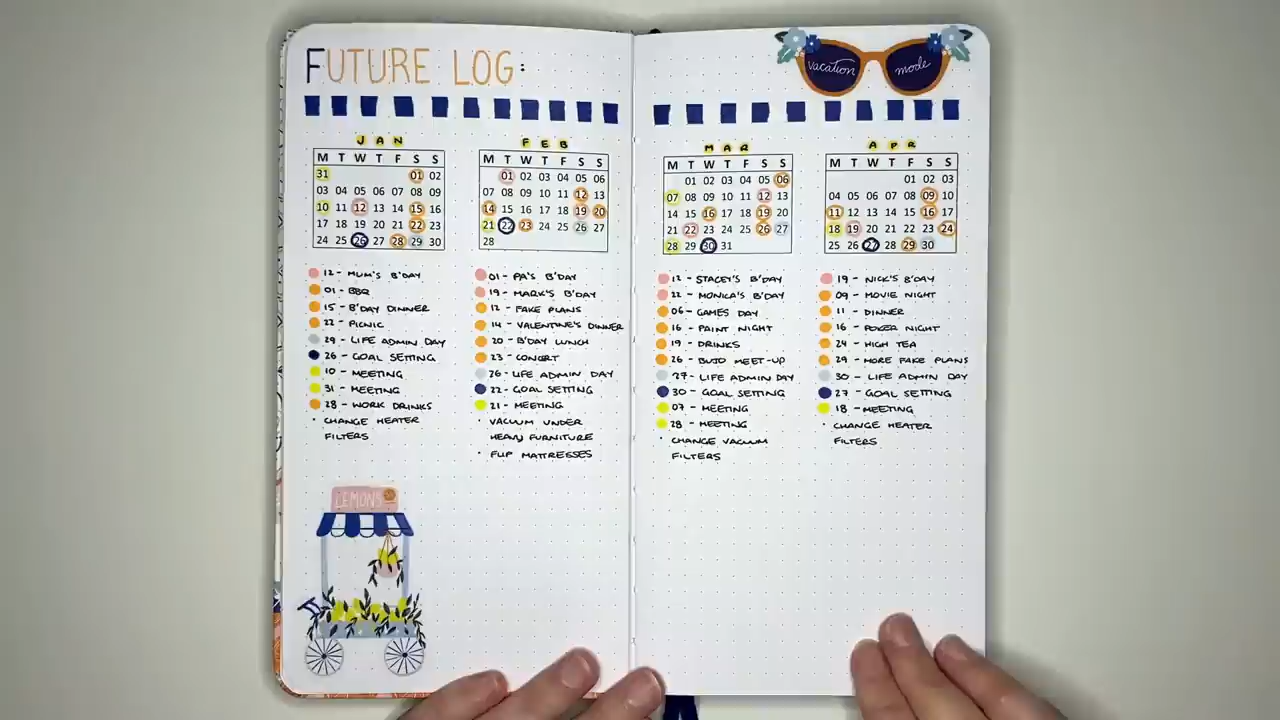 FUTURE LOG:
vacation mode
JAN
M T W T F S S
31 01 02
03 04 05 06 07 08 09
10 11 12 13 14 15 16
17 18 19 20 21 22 23
24 25 26 27 28 29 30
12 - MUM'S B'DAY
01 - BBQ
15 - B'DAY DINNER
22 - PICNIC
29 - LIFE ADMIN DAY
26 - GOAL SETTING
10 - MEETING
31 - MEETING
28 - WORK DRINKS
· CHANGE HEATER
FILTERS
LEMONS
FEB
M T W T F S S
01 02 03 04 05 06
07 08 09 10 11 12 13
14 15 16 17 18 19 20
21 22 23 24 25 26 27
28
01 - PA'S B'DAY
19 - MARK'S B'DAY
12 - FAKE PLANS
14 - VALENTINE'S DINNER
20 - B'DAY LUNCH
23 - CONCRT
26 - LIFE ADMIN DAY
22 - GOAL SETTING
21 - MEETING
· VACUUM UNDER
HEAVY FURNITURE
· FLIP MATTRESSES
MAR
M T W T F S S
01 02 03 04 05 06
07 08 09 10 11 12 13
14 15 16 17 18 19 20
21 22 23 24 25 26 27
28 29 30 31
12 - STACEY'S B'DAY
22 - MONICA'S B'DAY
06 - GAMES DAY
16 - PAINT NIGHT
19 - DRINKS
26 - BUJO MEET-UP
27 - LIFE ADMIN DAY
30 - GOAL SETTING
07 - MEETING
28 - MEETING
· CHANGE VACUUM
FILTERS
APR
M T W T F S S
01 02 03
04 05 06 07 08 09 10
11 12 13 14 15 16 17
18 19 20 21 22 23 24
25 26 27 28 29 30
19 - NICK'S B'DAY
09 - MOVIE NIGHT
11 - DINNER
16 - POKER NIGHT
24 - HIGH TEA
29 - MORE FAKE PLANS
30 - LIFE ADMIN DAY
27 - GOAL SETTING
18 - MEETING
· CHANGE HEATER
FILTERS